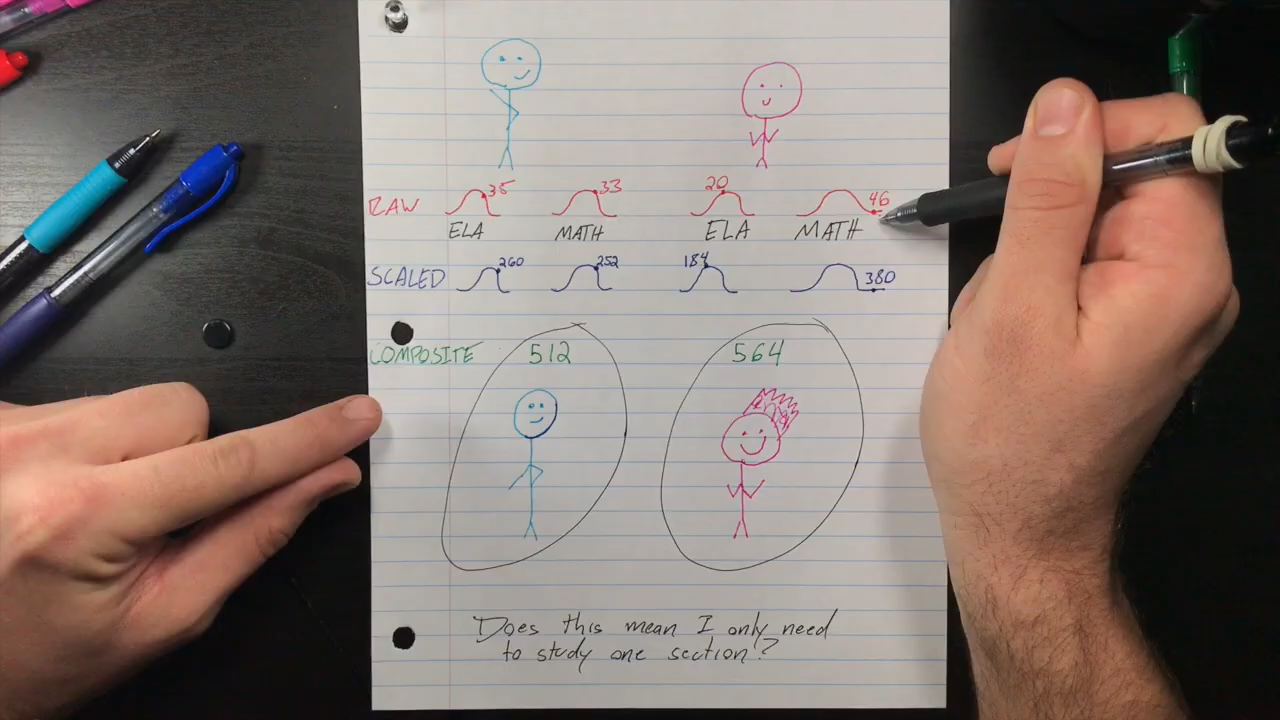 RAW 35 33 20 46
ELA MATH ELA MATH
SCALED 260 252 184 380
COMPOSITE 512 564
Does this mean I only need
to study one section?